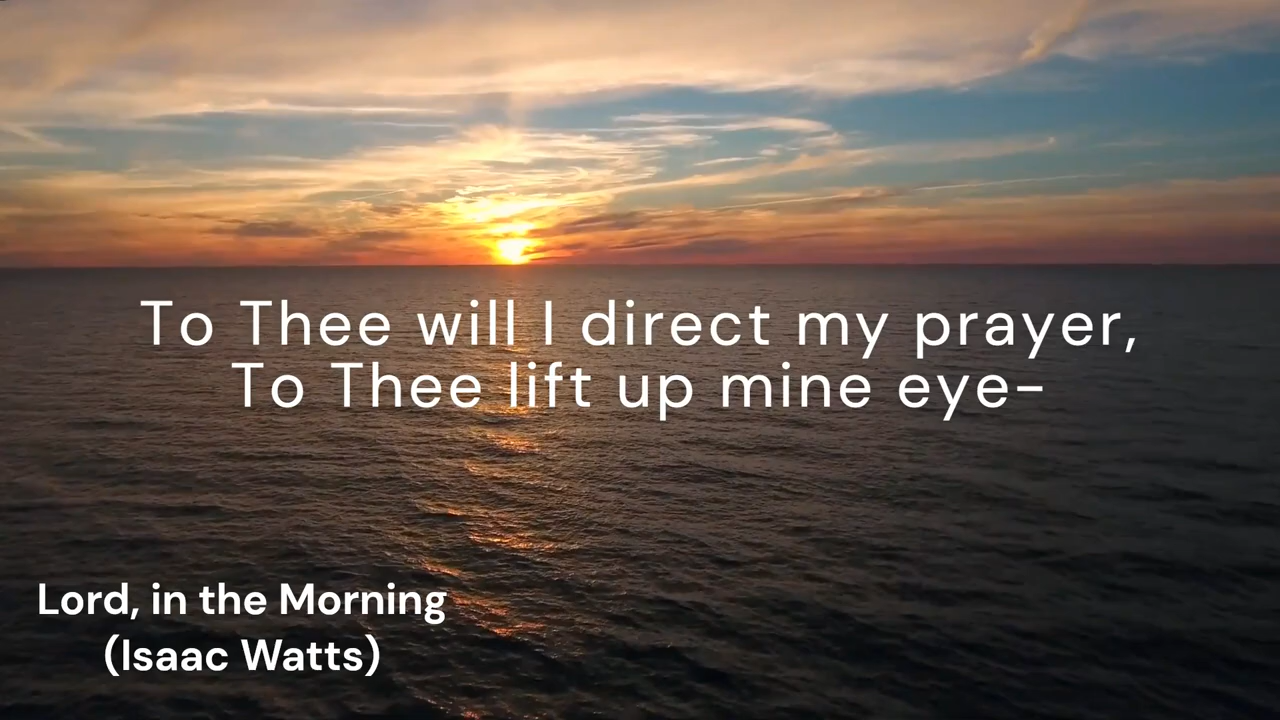 To Thee will I direct my prayer,
To Thee lift up mine eye-
Lord, in the Morning
(Isaac Watts)